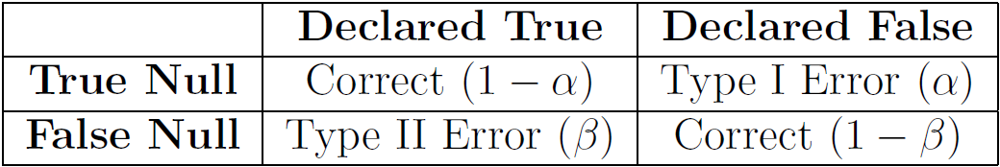 Declared True Declared False
True Null Correct (1 − α) Type I Error (α)
False Null Type II Error (β) Correct (1 − β)